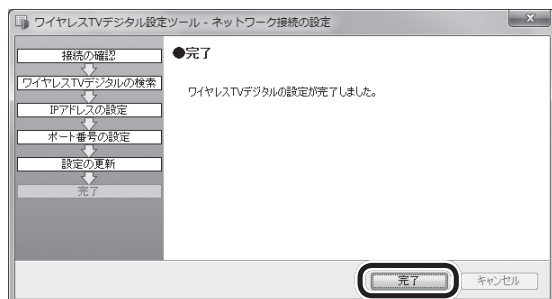 ワイヤレスTVデジタル設定ツール - ネットワーク接続の設定
接続の確認
ワイヤレスTVデジタルの検索
IPアドレスの設定
ポート番号の設定
設定の更新
完了
●完了
ワイヤレスTVデジタルの設定が完了しました。
完了
キャンセル